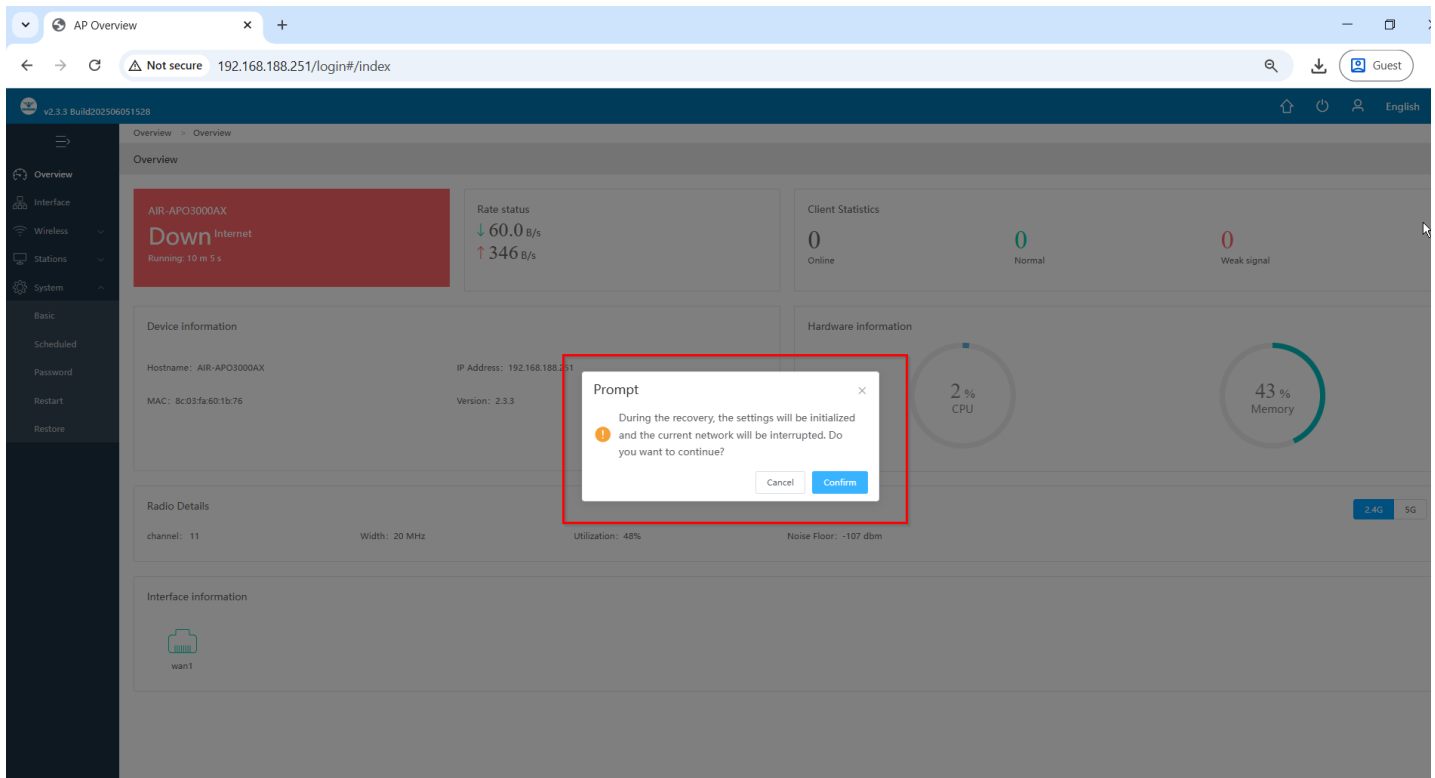 AP Overview
Not secure 192.168.188.251/login#/index
Guest
v2.3.3 Build202506051528
English
Overview > Overview
Overview
Overview
Interface
Wireless
Stations
System
Basic
Scheduled
Password
Restart
Restore
AIR-APO3000AX
Down Internet
Running: 10 m 5 s
Rate status
↓ 60.0 B/s
↑ 346 B/s
Client Statistics
0 0 0
Online Normal Weak signal
Device information
Hostname: AIR-APO3000AX IP Address: 192.168.188.251
MAC: 8c:03:fa:60:1b:76 Version: 2.3.3
Hardware information
2 %
CPU
43 %
Memory
Prompt
During the recovery, the settings will be initialized
and the current network will be interrupted. Do
you want to continue?
Cancel Confirm
Radio Details
2.4G 5G
channel: 11 Width: 20 MHz Utilization: 48% Noise Floor: -107 dbm
Interface information
wan1